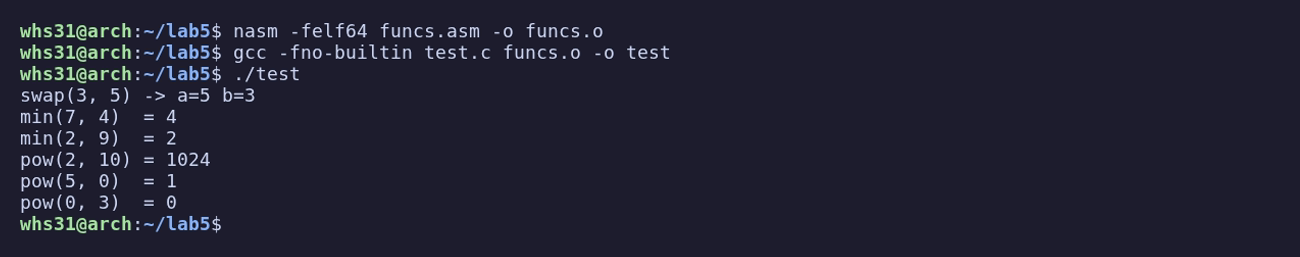 whs31@arch:~/lab5$ nasm -felf64 funcs.asm -o funcs.o
whs31@arch:~/lab5$ gcc -fno-builtin test.c funcs.o -o test
whs31@arch:~/lab5$ ./test
swap(3, 5) -> a=5 b=3
min(7, 4)  = 4
min(2, 9)  = 2
pow(2, 10) = 1024
pow(5, 0)  = 1
pow(0, 3)  = 0
whs31@arch:~/lab5$